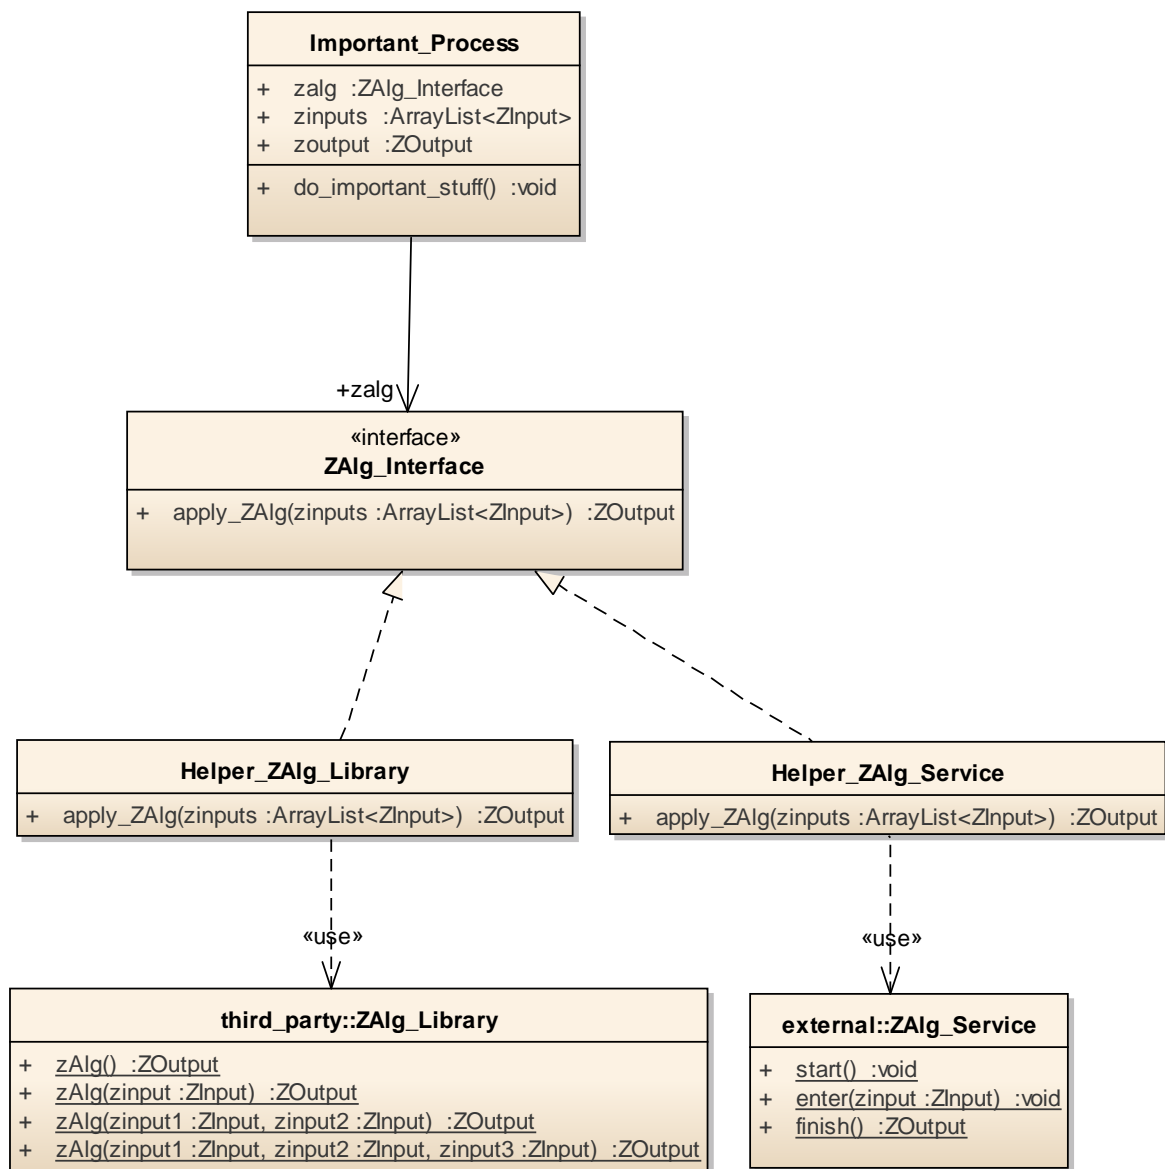 Important_Process
+ zalg :ZAlg_Interface
+ zinputs :ArrayList<ZInput>
+ zoutput :ZOutput
+ do_important_stuff() :void
+zalg
«interface»
ZAlg_Interface
+ apply_ZAlg(zinputs :ArrayList<ZInput>) :ZOutput
Helper_ZAlg_Library
+ apply_ZAlg(zinputs :ArrayList<ZInput>) :ZOutput
Helper_ZAlg_Service
+ apply_ZAlg(zinputs :ArrayList<ZInput>) :ZOutput
«use»
«use»
third_party::ZAlg_Library
+ zAlg() :ZOutput
+ zAlg(zinput :ZInput) :ZOutput
+ zAlg(zinput1 :ZInput, zinput2 :ZInput) :ZOutput
+ zAlg(zinput1 :ZInput, zinput2 :ZInput, zinput3 :ZInput) :ZOutput
external::ZAlg_Service
+ start() :void
+ enter(zinput :ZInput) :void
+ finish() :ZOutput